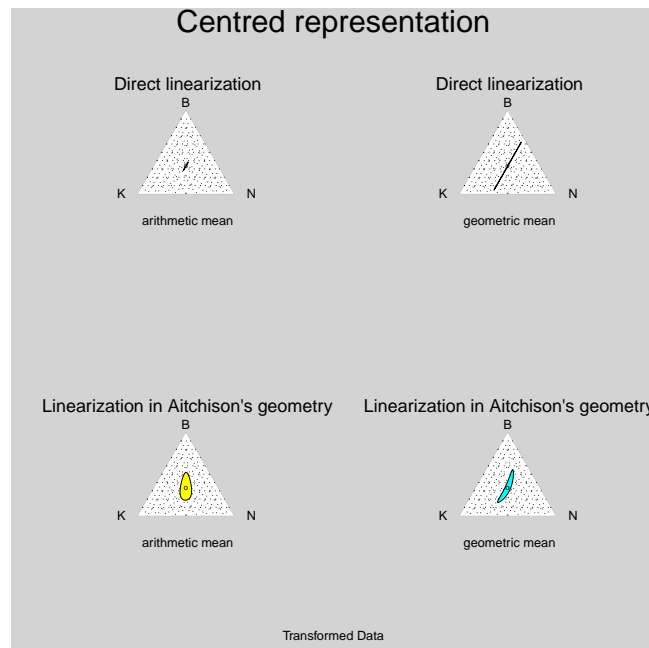 Centred representation
Direct linearization
B
K
N
arithmetic mean
Direct linearization
B
K
N
geometric mean
Linearization in Aitchison's geometry
B
K
N
arithmetic mean
Linearization in Aitchison's geometry
B
K
N
geometric mean
Transformed Data